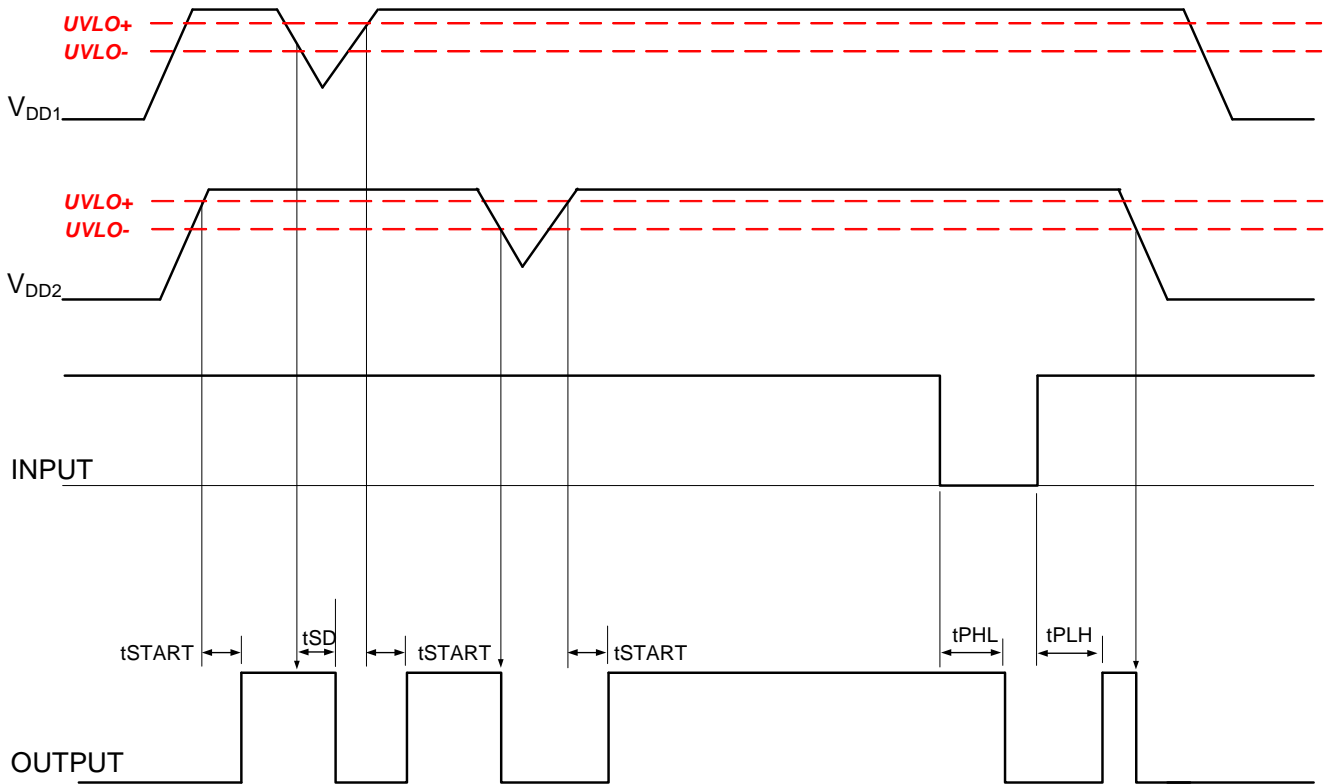 UVLO+
UVLO-
VDD1
UVLO+
UVLO-
VDD2
INPUT
tSTART
tSD
tSTART
tSTART
tPHL
tPLH
OUTPUT